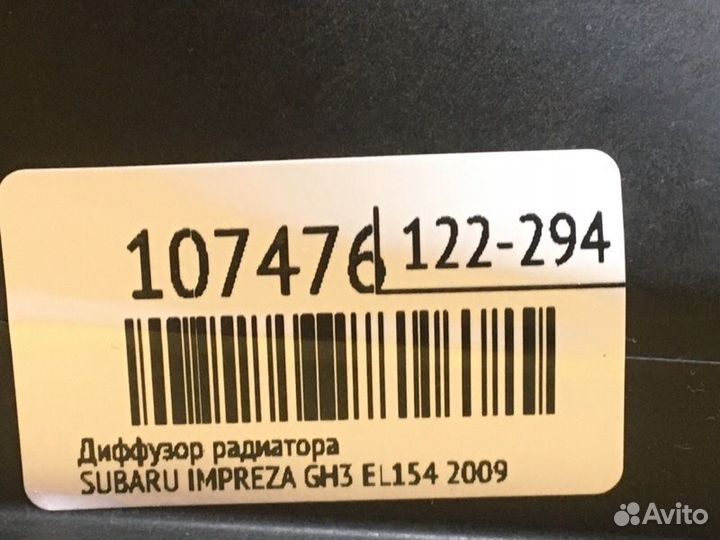 107476 122-294
Диффузор радиатора
SUBARU IMPREZA GH3 EL154 2009
Avito